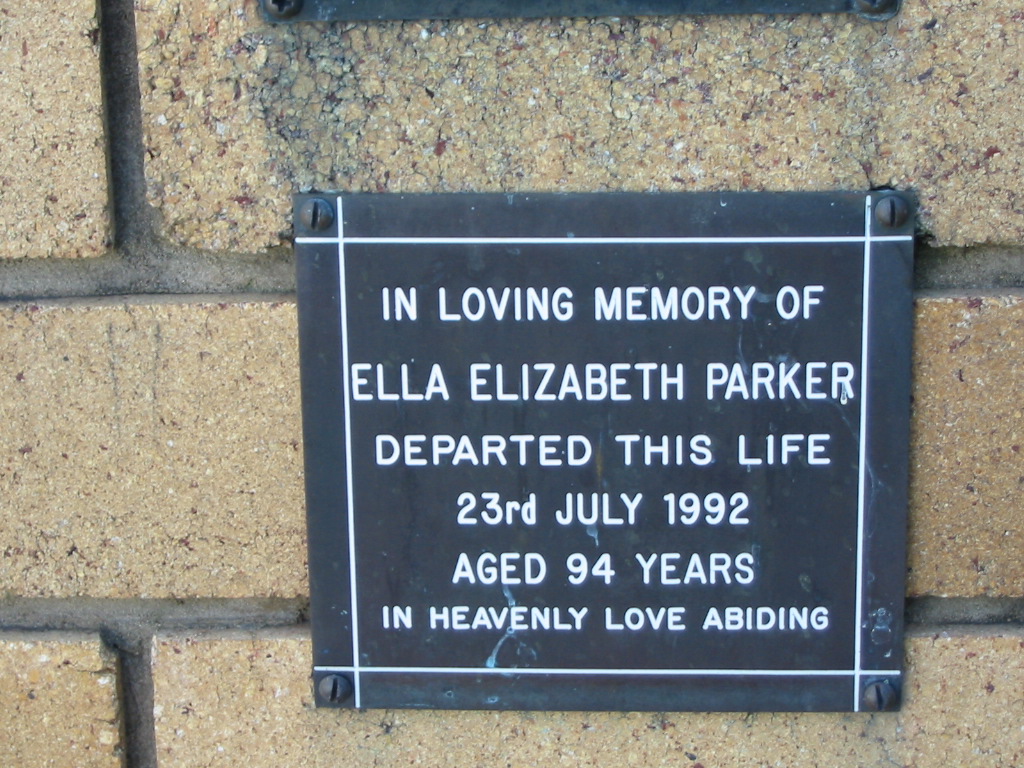 IN LOVING MEMORY OF
ELLA ELIZABETH PARKER
DEPARTED THIS LIFE
23rd JULY 1992
AGED 94 YEARS
IN HEAVENLY LOVE ABIDING